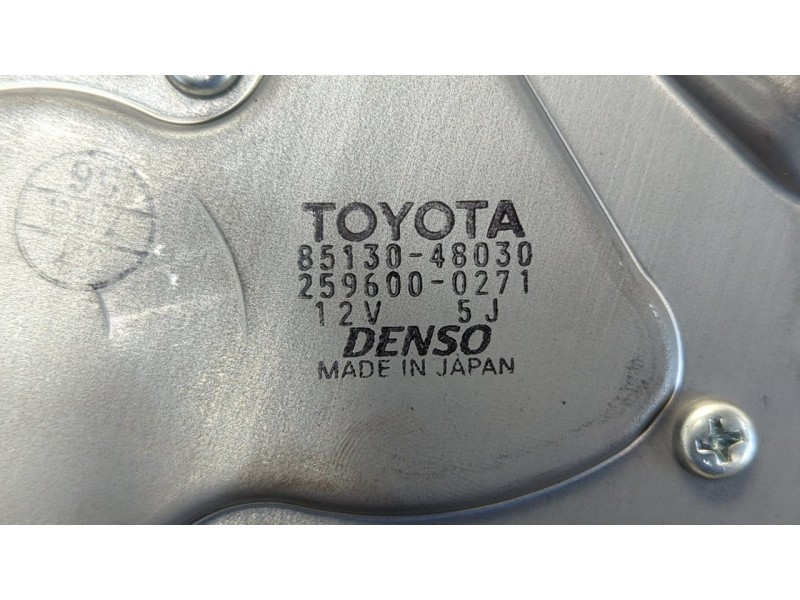 TOYOTA
85130-48030
259600-0271
12V 5J
DENSO
MADE IN JAPAN